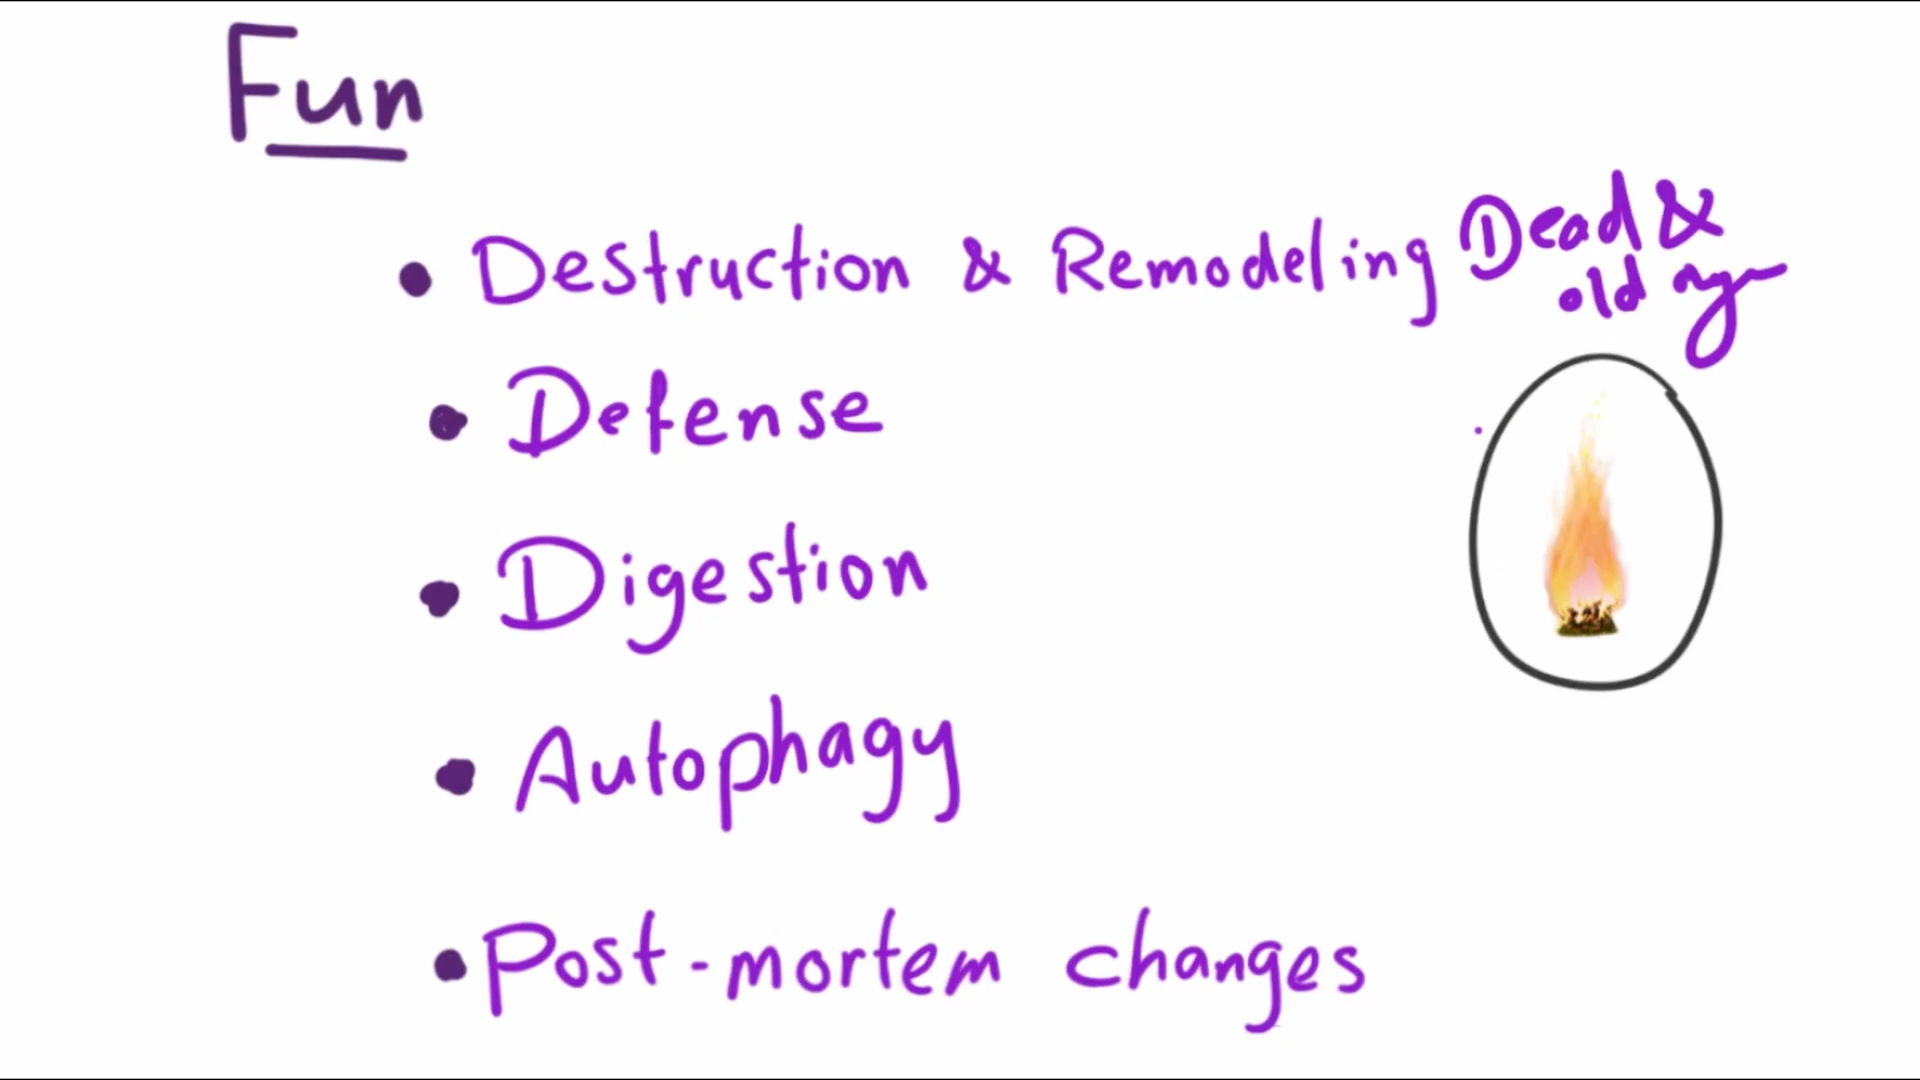 Fun
• Destruction & Remodeling Dead &
old
• Defense
• Digestion
• Autophagy
• Post-mortem changes